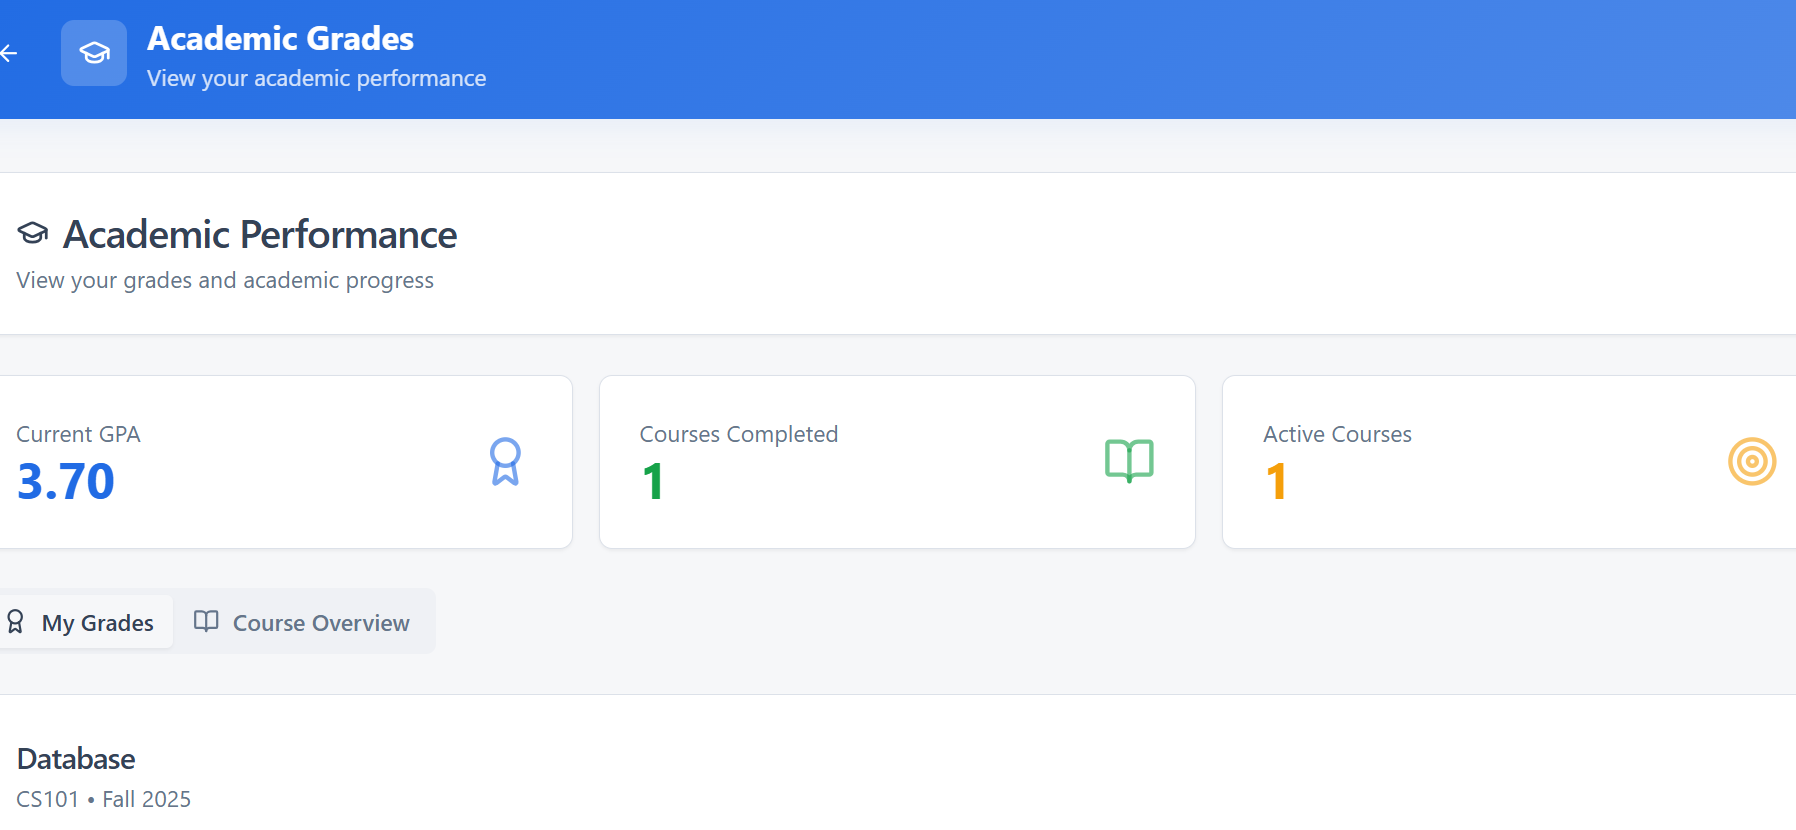 Academic Grades
View your academic performance
Academic Performance
View your grades and academic progress
Current GPA
3.70
Courses Completed
1
Active Courses
1
My Grades
Course Overview
Database
CS101 • Fall 2025